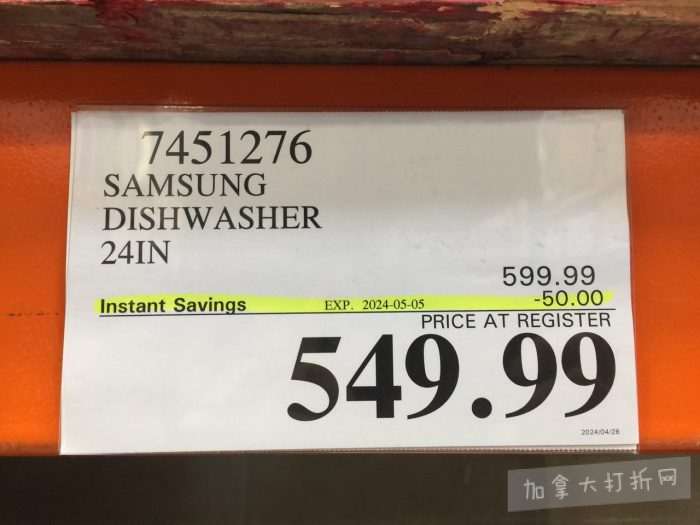 7451276
SAMSUNG
DISHWASHER
24IN
599.99
Instant Savings EXP. 2024-05-05 -50.00
PRICE AT REGISTER
549.99
2024/04/26
加拿大打折网